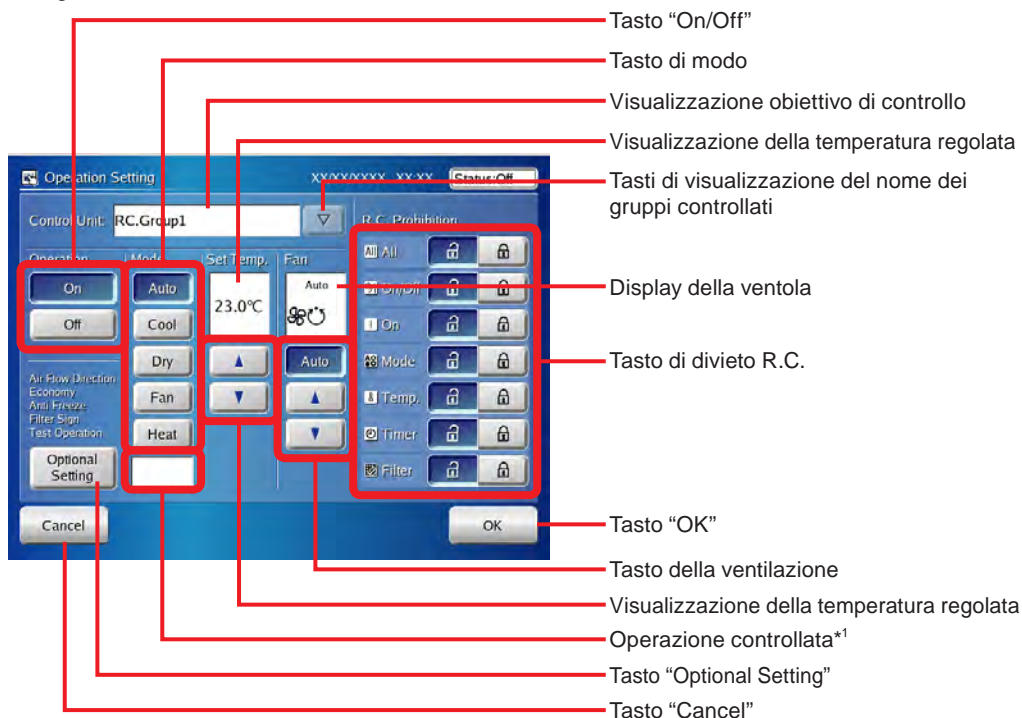 Tasto “On/Off”
Tasto di modo
Visualizzazione obiettivo di controllo
Visualizzazione della temperatura regolata
Tasti di visualizzazione del nome dei
gruppi controllati
Display della ventola
Tasto di divieto R.C.
Tasto “OK”
Tasto della ventilazione
Visualizzazione della temperatura regolata
Operazione controllata*1
Tasto “Optional Setting”
Tasto “Cancel”
Operation Setting
XX/XX/XXXX XX:XX
Status:Off
Control Unit: RC.Group1
R.C. Prohibition
Operation
Mode
Set Temp.
Fan
On
Off
Auto
Cool
Dry
Fan
Heat
23.0°C
Auto
Auto
All All
On/Off
On
Mode
Temp.
Timer
Filter
Air Flow Direction
Economy
Anti Freeze
Filter Sign
Test Operation
Optional
Setting
Cancel
OK